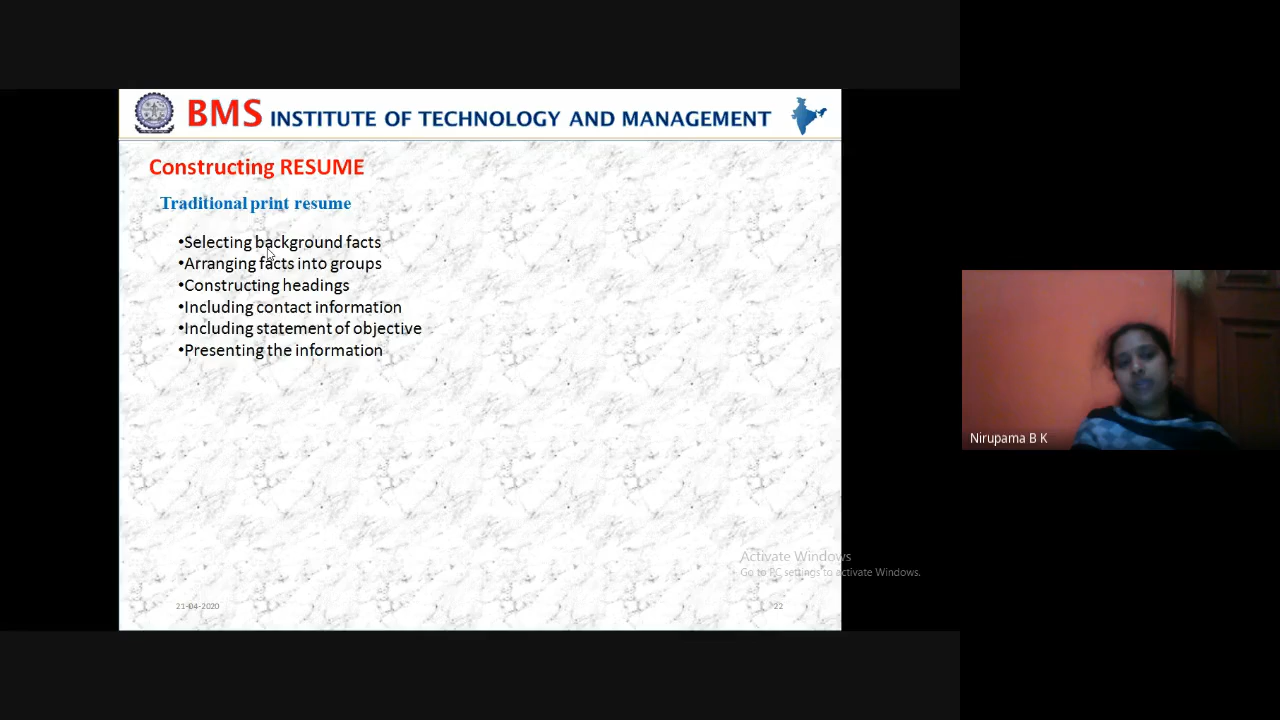 BMS INSTITUTE OF TECHNOLOGY AND MANAGEMENT
Constructing RESUME
Traditional print resume
•Selecting background facts
•Arranging facts into groups
•Constructing headings
•Including contact information
•Including statement of objective
•Presenting the information
Nirupama B K
Activate Windows
Go to PC settings to activate Windows.
21-04-2020
22